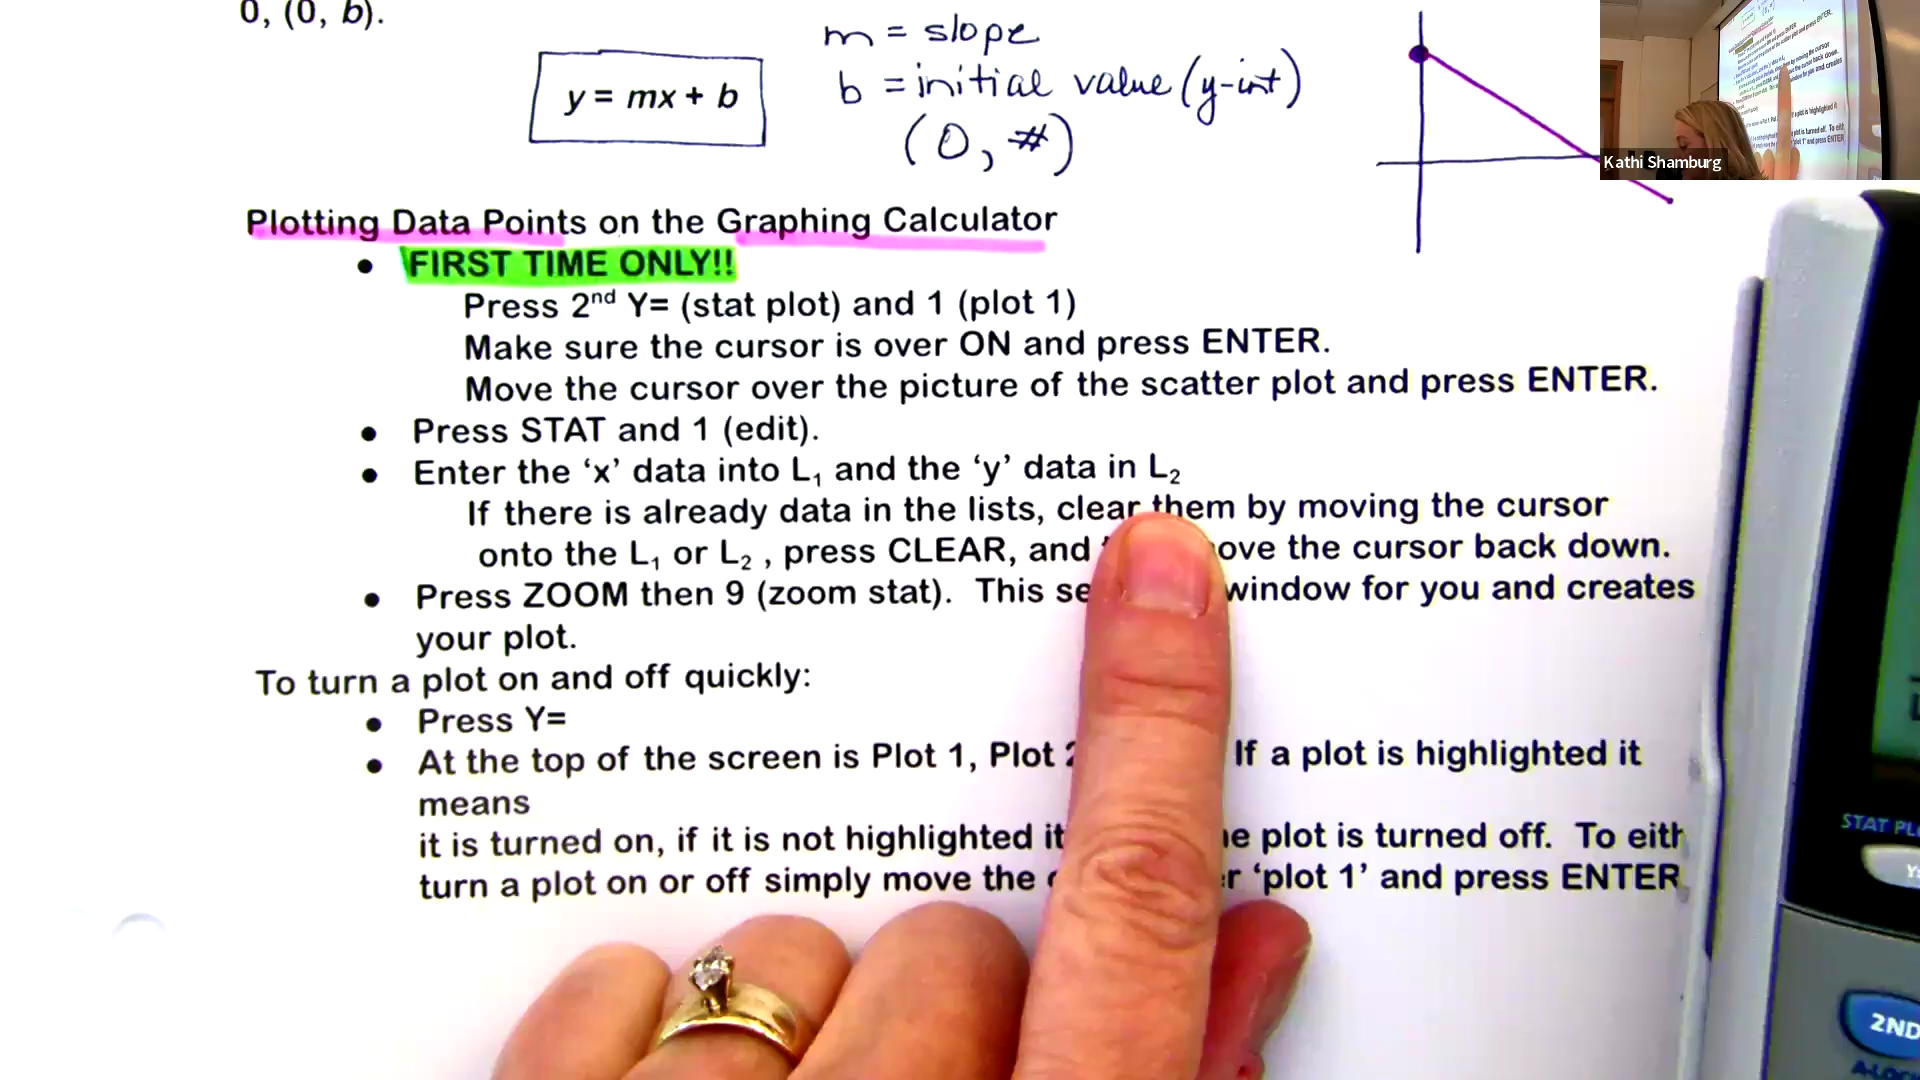 0, (0, b).
y = mx + b
m = slope
b = initial value (y-int)
(0, #)
Kathi Shamburg
Plotting Data Points on the Graphing Calculator
• FIRST TIME ONLY!!
Press 2nd Y= (stat plot) and 1 (plot 1)
Make sure the cursor is over ON and press ENTER.
Move the cursor over the picture of the scatter plot and press ENTER.
• Press STAT and 1 (edit).
• Enter the ‘x’ data into L₁ and the ‘y’ data in L₂
If there is already data in the lists, clear them by moving the cursor
onto the L₁ or L₂ , press CLEAR, and ove the cursor back down.
• Press ZOOM then 9 (zoom stat). This se window for you and creates
your plot.
To turn a plot on and off quickly:
• Press Y=
• At the top of the screen is Plot 1, Plot 2 If a plot is highlighted it
means
it is turned on, if it is not highlighted it e plot is turned off. To eith
turn a plot on or off simply move the r ‘plot 1’ and press ENTER
STAT PL
Y=
2ND
A-LOCK